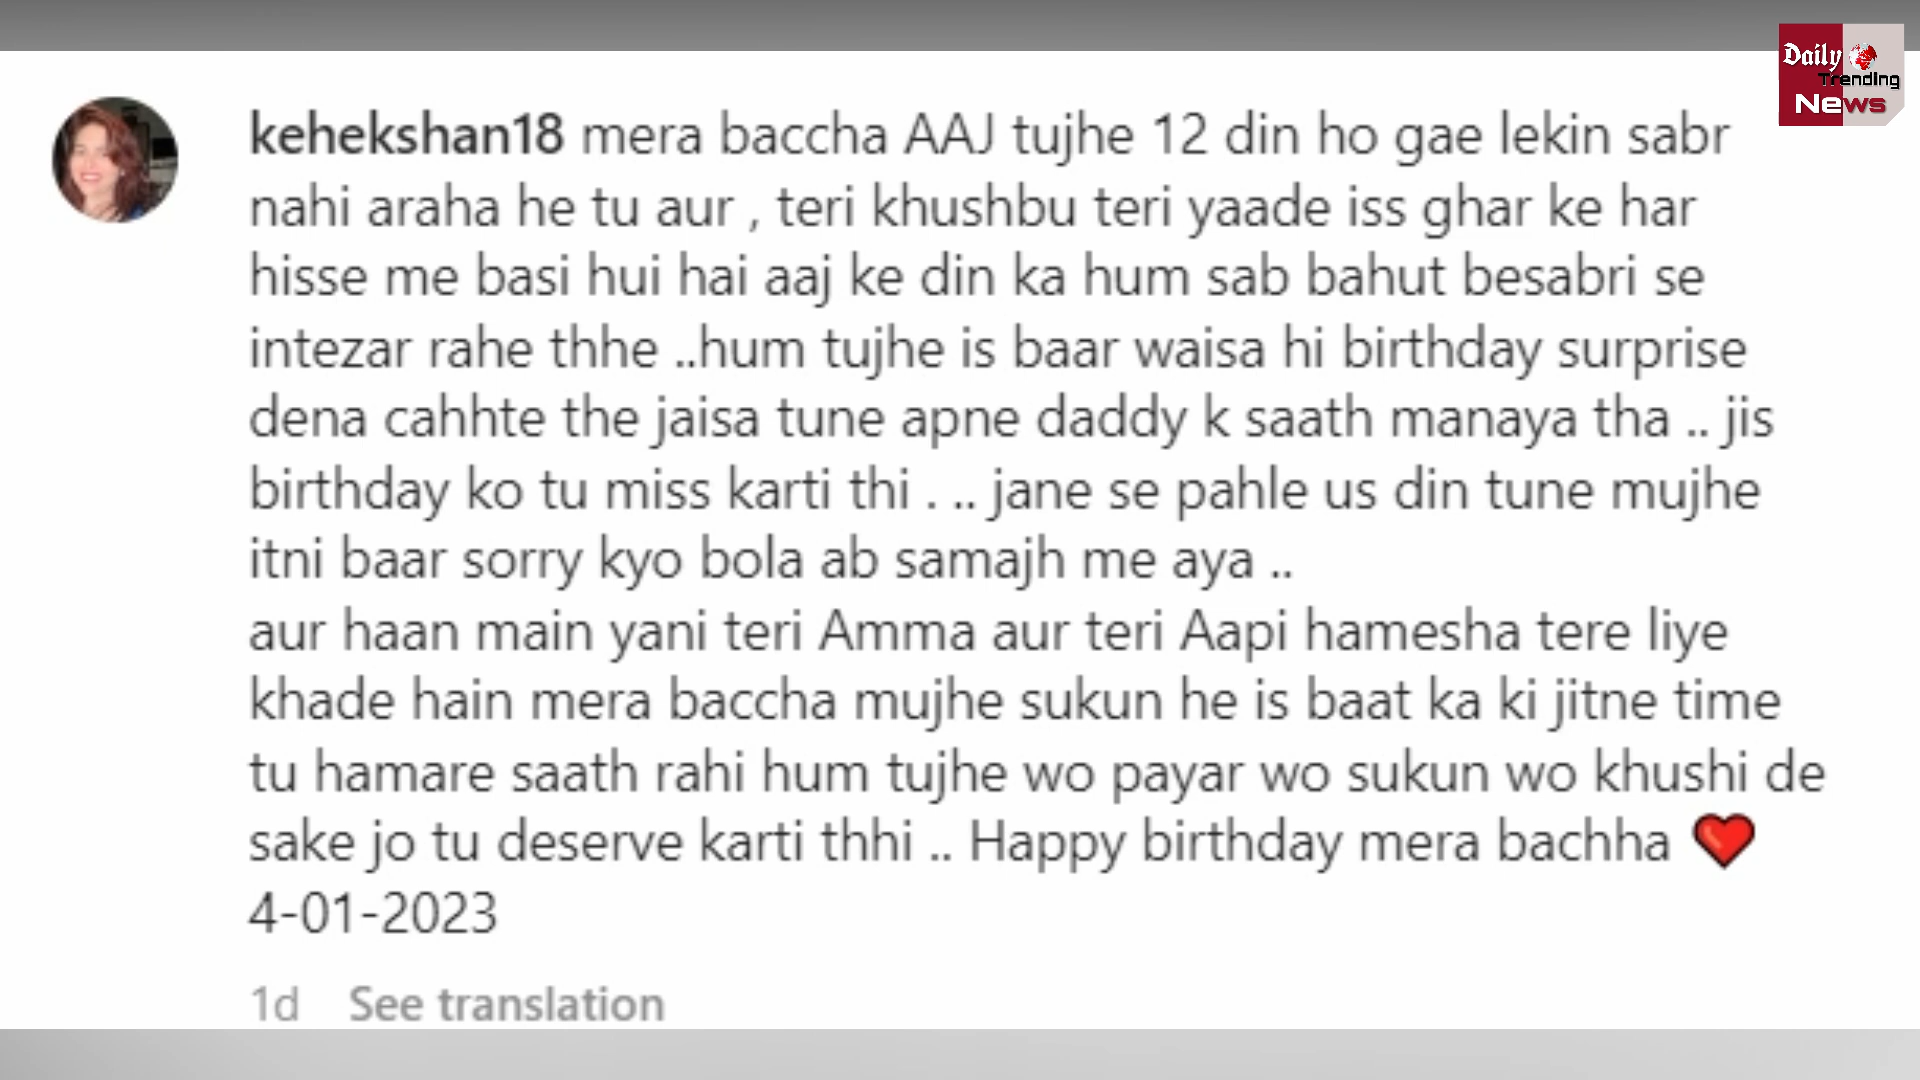 Daily
Trending
News
kehekshan18 mera baccha AAJ tujhe 12 din ho gae lekin sabr
nahi araha he tu aur , teri khushbu teri yaade iss ghar ke har
hisse me basi hui hai aaj ke din ka hum sab bahut besabri se
intezar rahe thhe ..hum tujhe is baar waisa hi birthday surprise
dena cahhte the jaisa tune apne daddy k saath manaya tha .. jis
birthday ko tu miss karti thi . .. jane se pahle us din tune mujhe
itni baar sorry kyo bola ab samajh me aya ..
aur haan main yani teri Amma aur teri Aapi hamesha tere liye
khade hain mera baccha mujhe sukun he is baat ka ki jitne time
tu hamare saath rahi hum tujhe wo payar wo sukun wo khushi de
sake jo tu deserve karti thhi .. Happy birthday mera bachha ❤️
4-01-2023
1d See translation